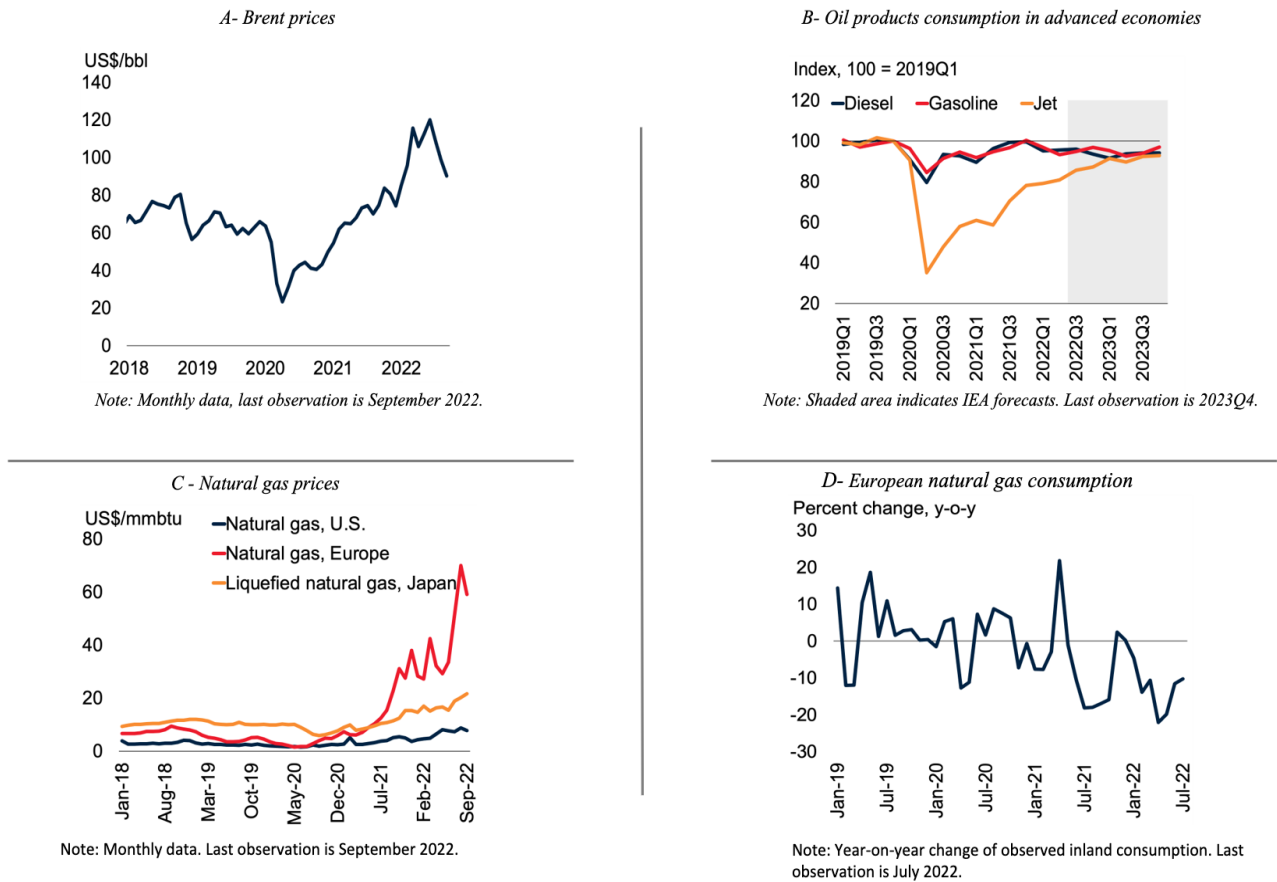 A- Brent prices
US$/bbl
140
120
100
80
60
40
20
0
2018 2019 2020 2021 2022
Note: Monthly data, last observation is September 2022.
B- Oil products consumption in advanced economies
Index, 100 = 2019Q1
120
Diesel Gasoline Jet
100
80
60
40
20
2019Q1 2019Q3 2020Q1 2020Q3 2021Q1 2021Q3 2022Q1 2022Q3 2023Q1 2023Q3
Note: Shaded area indicates IEA forecasts. Last observation is 2023Q4.
C - Natural gas prices
US$/mmbtu
Natural gas, U.S.
Natural gas, Europe
Liquefied natural gas, Japan
80
60
40
20
0
Jan-18 Aug-18 Mar-19 Oct-19 May-20 Dec-20 Jul-21 Feb-22 Sep-22
Note: Monthly data. Last observation is September 2022.
D- European natural gas consumption
Percent change, y-o-y
30
20
10
0
-10
-20
-30
Jan-19 Jul-19 Jan-20 Jul-20 Jan-21 Jul-21 Jan-22 Jul-22
Note: Year-on-year change of observed inland consumption. Last
observation is July 2022.